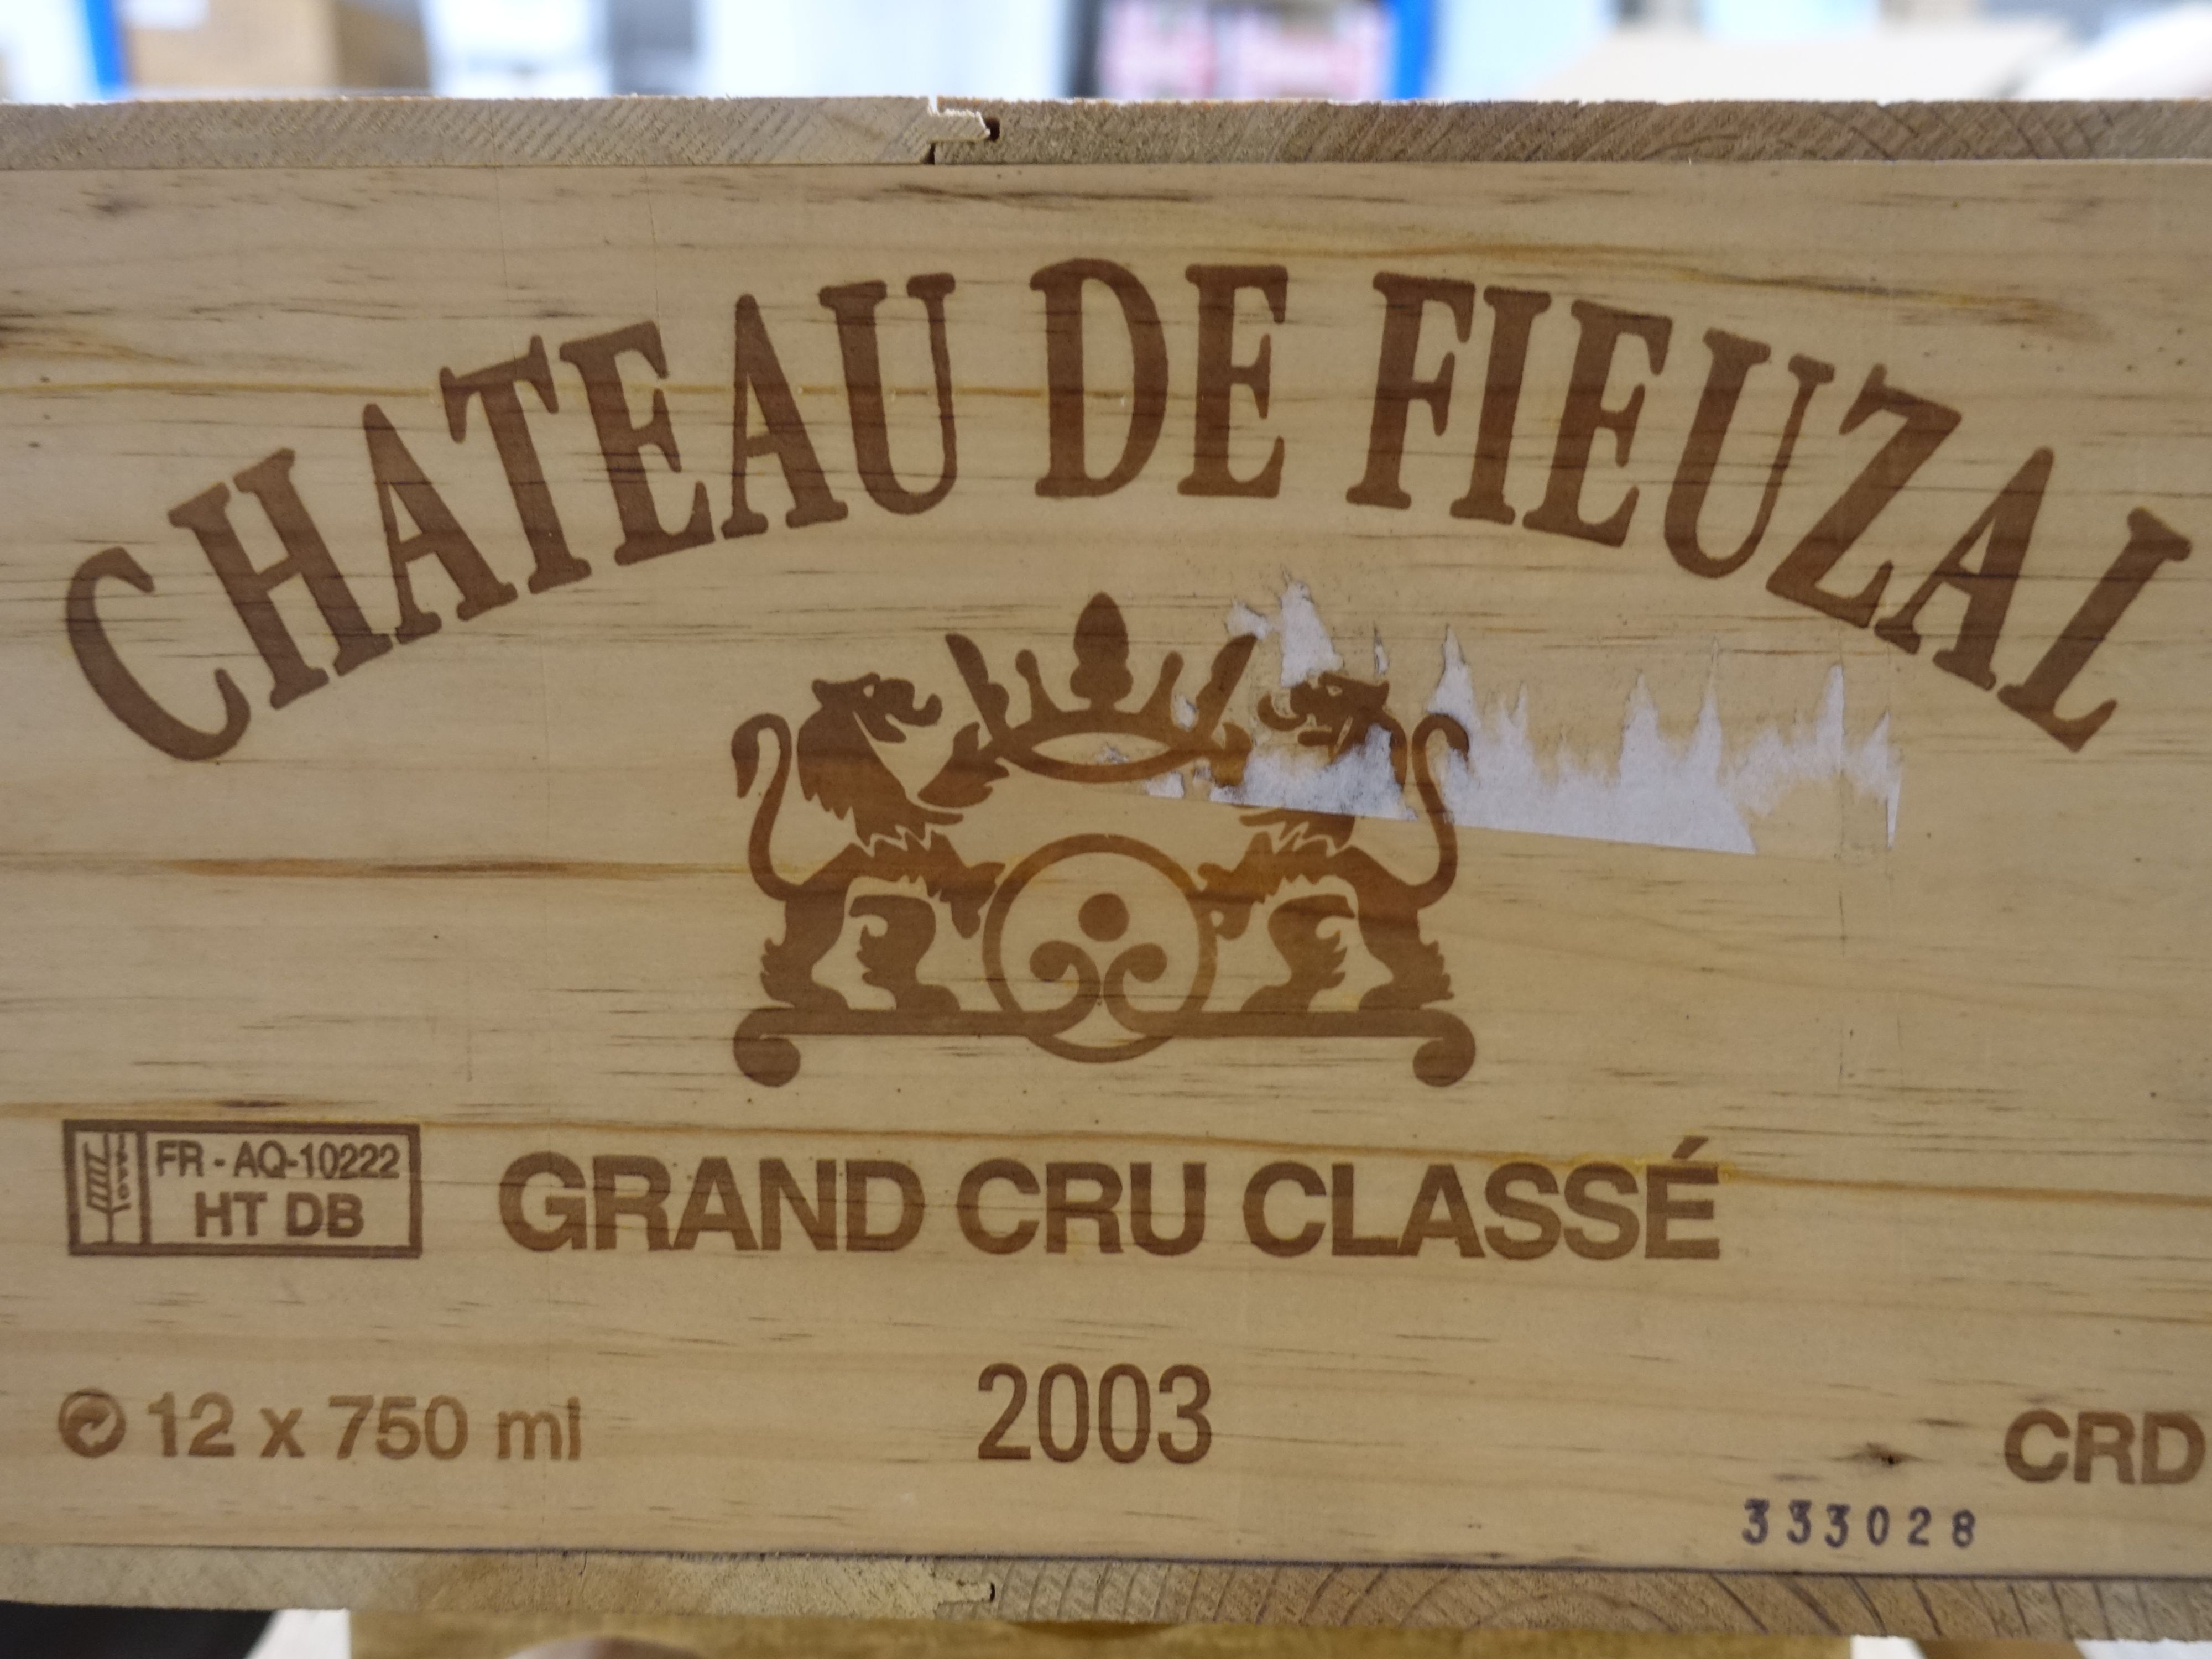 CHATEAU DE FIEUZAL
FR - AQ-10222
HT DB
GRAND CRU CLASSÉ
12 x 750 ml
2003
CRD
333028